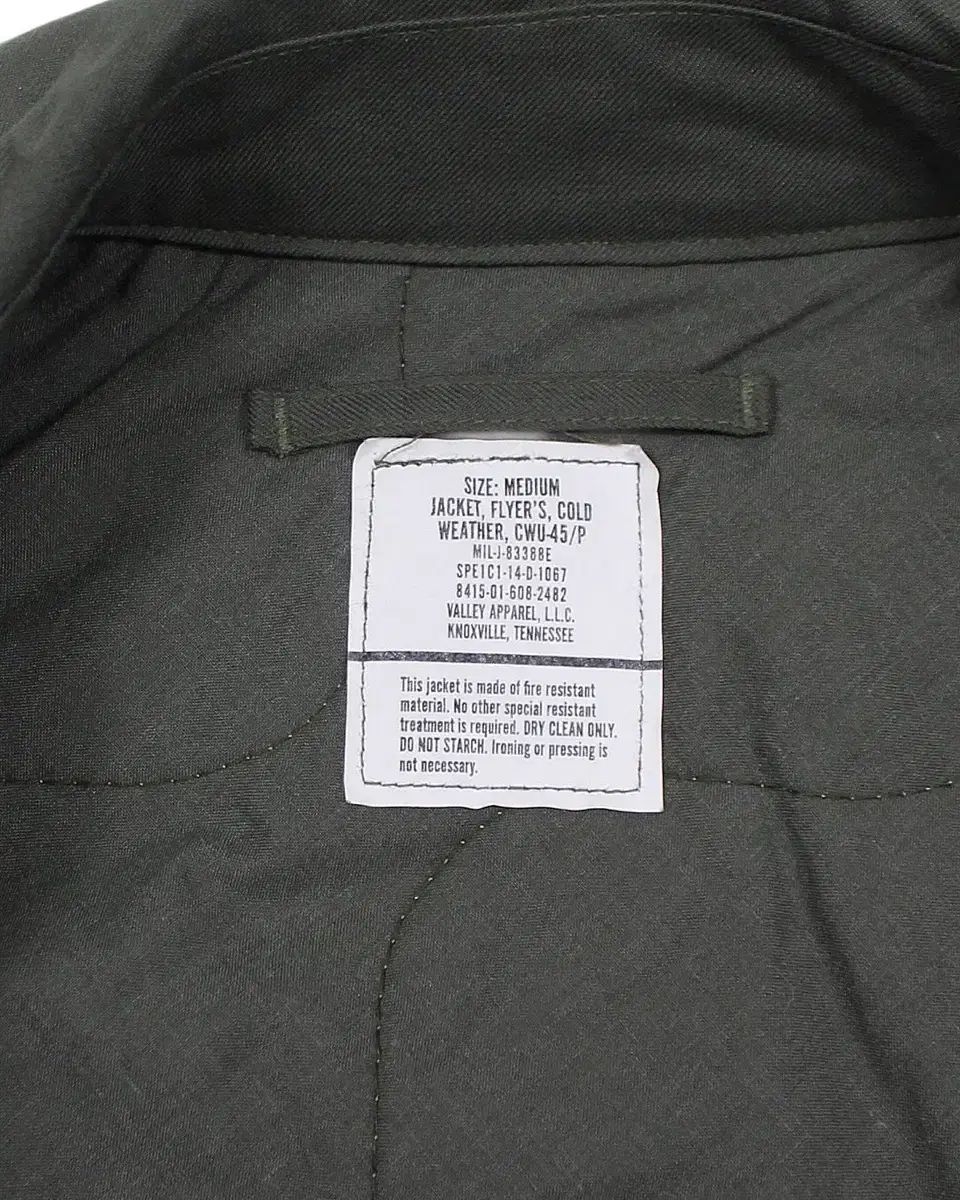 SIZE: MEDIUM
JACKET, FLYER'S, COLD
WEATHER, CWU-45/P
MIL-J-83388E
SPE1C1-14-D-1067
8415-01-608-2482
VALLEY APPAREL, L.L.C.
KNOXVILLE, TENNESSEE
This jacket is made of fire resistant
material. No other special resistant
treatment is required. DRY CLEAN ONLY.
DO NOT STARCH. Ironing or pressing is
not necessary.